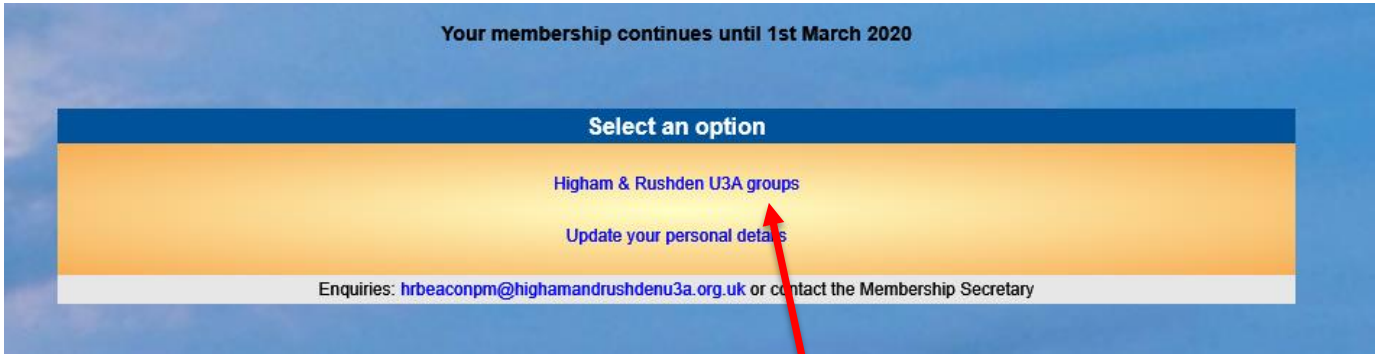 Your membership continues until 1st March 2020
Select an option
Higham & Rushden U3A groups
Update your personal details
Enquiries: hrbeaconpm@highamandrushdenu3a.org.uk or contact the Membership Secretary